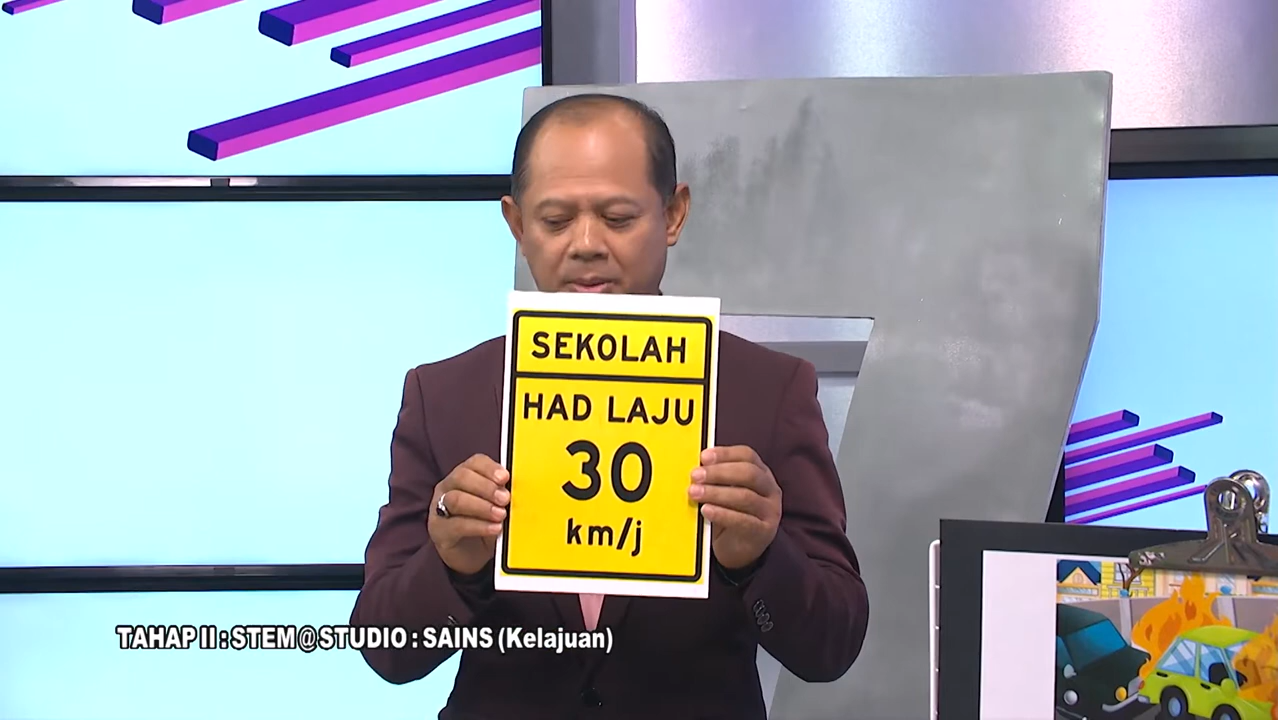 SEKOLAH
HAD LAJU
30
km/j
TAHAP II : STEM@STUDIO : SAINS (Kelajuan)